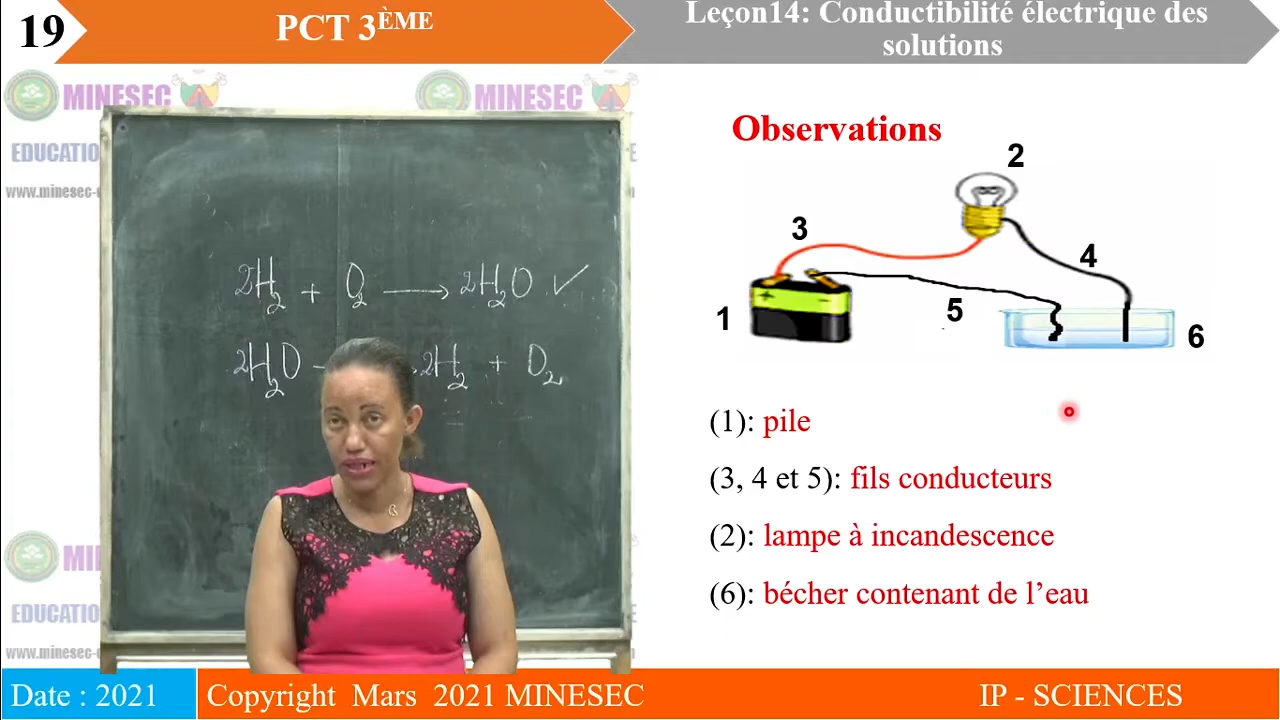 19
PCT 3ÈME
Leçon14: Conductibilité électrique des
solutions
MINESEC
MINESEC
EDUCATIO
www.minesec-
2H₂ + O₂ → 2H₂O ✓
2H₂O → 2H₂ + O₂
MI
EDUCATIO
www.minesec-
Observations
2
3
4
+ -
1
5
6
(1): pile
(3, 4 et 5): fils conducteurs
(2): lampe à incandescence
(6): bécher contenant de l’eau
Date : 2021
Copyright Mars 2021 MINESEC
IP - SCIENCES